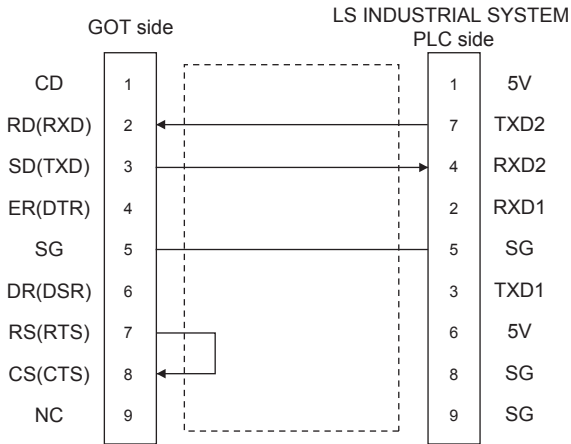 GOT side
LS INDUSTRIAL SYSTEM
PLC side
CD 1 1 5V
RD(RXD) 2 7 TXD2
SD(TXD) 3 4 RXD2
ER(DTR) 4 2 RXD1
SG 5 5 SG
DR(DSR) 6 3 TXD1
RS(RTS) 7 6 5V
CS(CTS) 8 8 SG
NC 9 9 SG